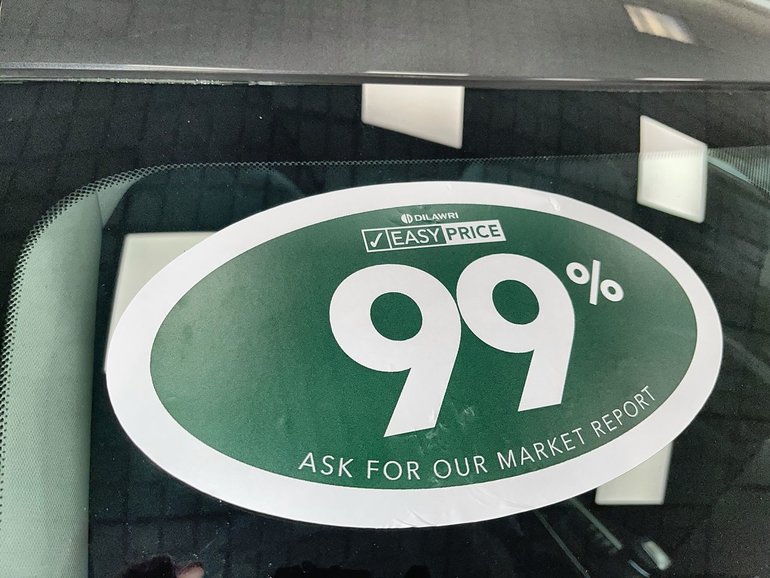 DILAWRI
✓ EASY PRICE
99%
ASK FOR OUR MARKET REPORT